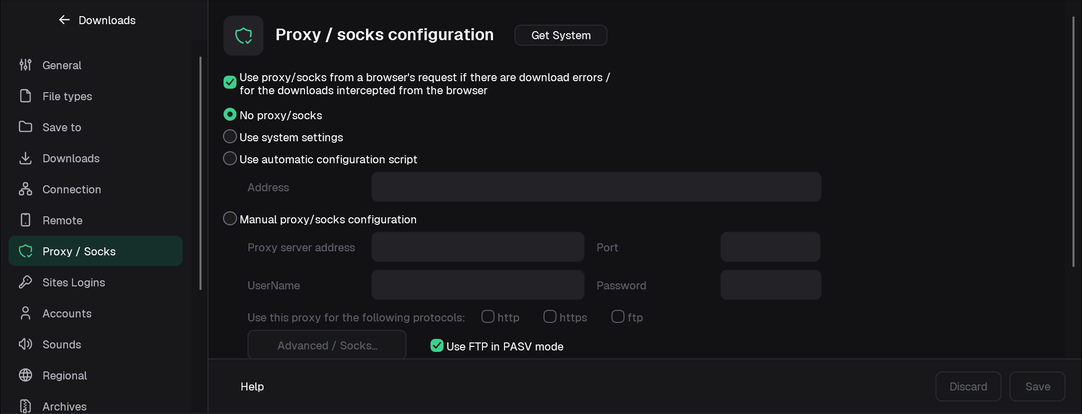 Downloads
General
File types
Save to
Downloads
Connection
Remote
Proxy / Socks
Sites Logins
Accounts
Sounds
Regional
Archives
Proxy / socks configuration
Get System
Use proxy/socks from a browser's request if there are download errors /
for the downloads intercepted from the browser
No proxy/socks
Use system settings
Use automatic configuration script
Address
Manual proxy/socks configuration
Proxy server address Port
UserName Password
Use this proxy for the following protocols: http https ftp
Advanced / Socks... Use FTP in PASV mode
Help Discard Save